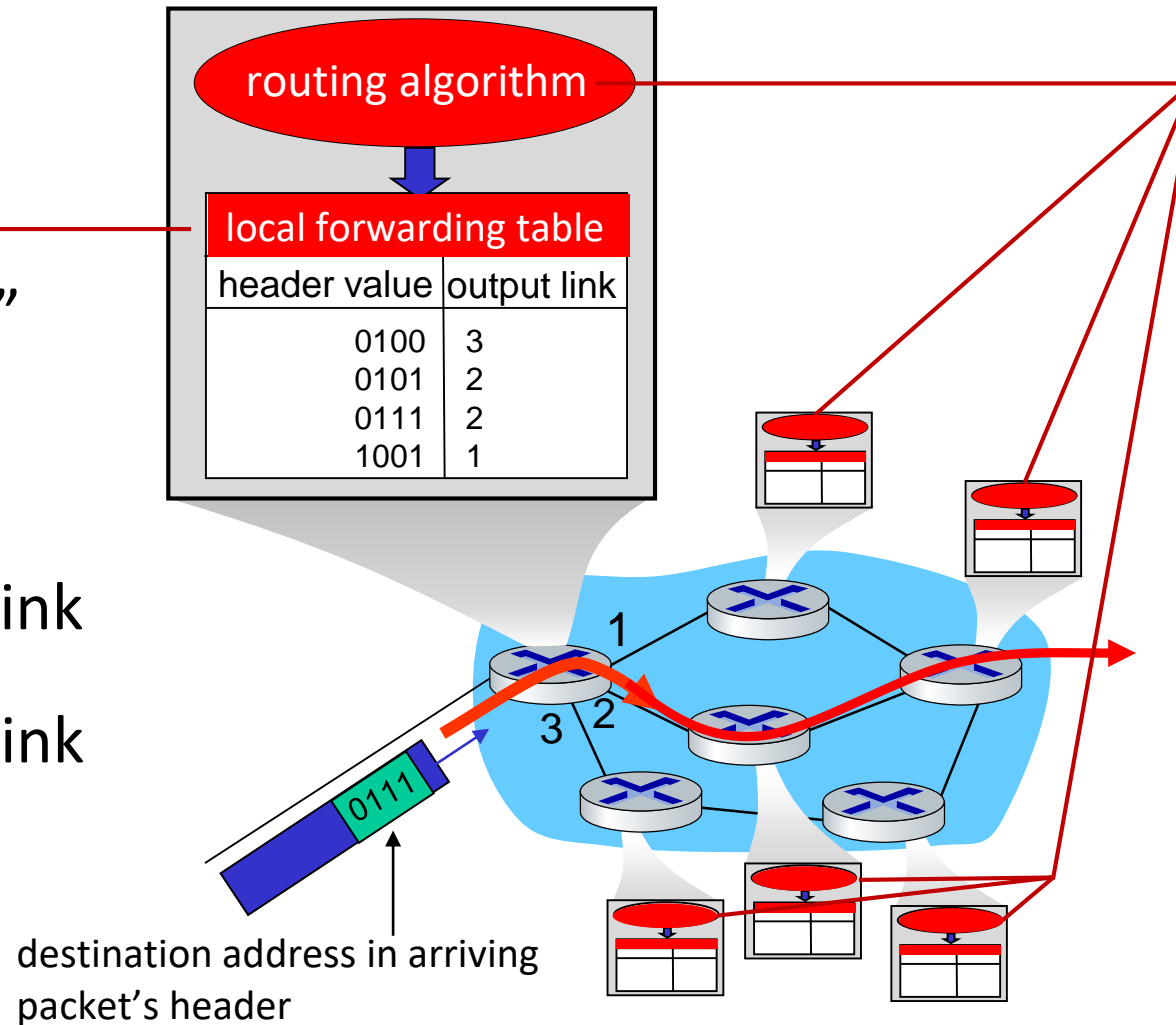 routing algorithm
local forwarding table
header value output link
0100 3
0101 2
0111 2
1001 1
”
ink
ink
1
2
3
0111
destination address in arriving
packet’s header